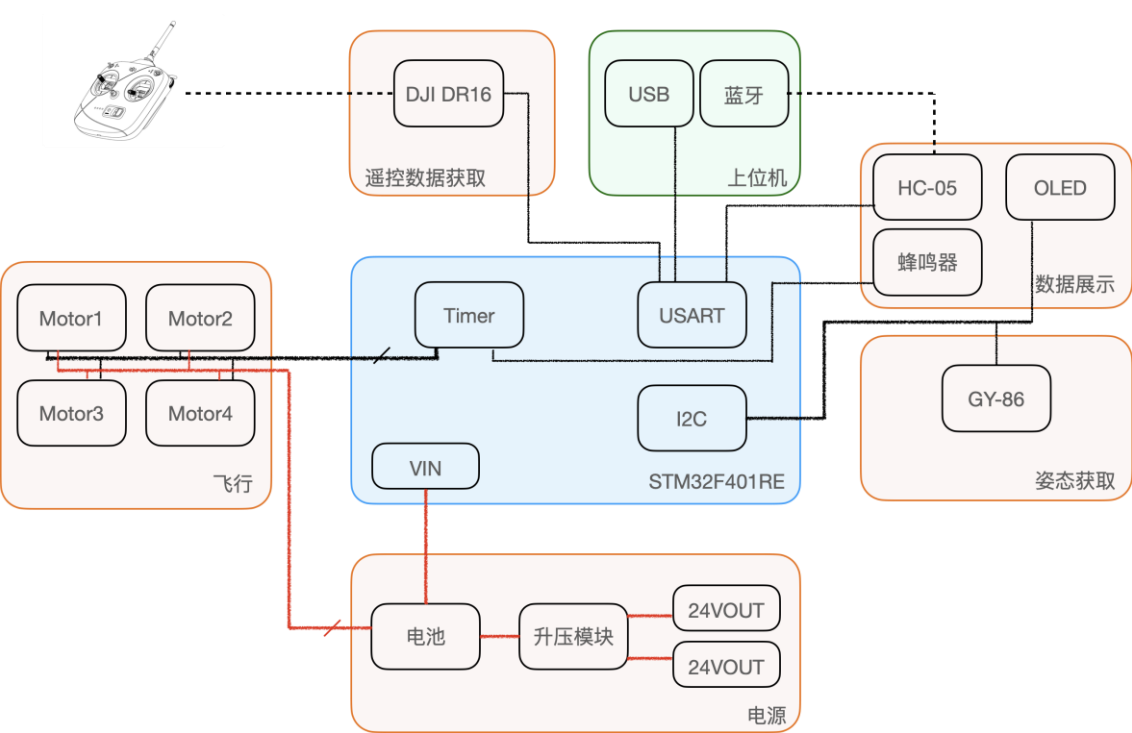 DJI DR16
遥控数据获取
USB
蓝牙
上位机
HC-05
OLED
蜂鸣器
数据展示
Motor1
Motor2
Motor3
Motor4
飞行
Timer
USART
I2C
VIN
STM32F401RE
GY-86
姿态获取
电池
升压模块
24VOUT
24VOUT
电源